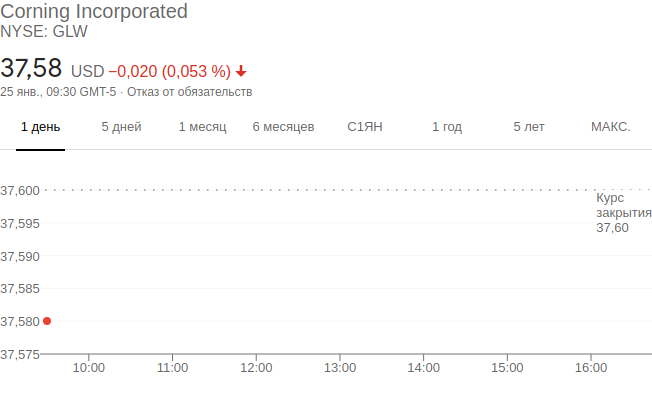 Corning Incorporated
NYSE: GLW
37,58 USD −0,020 (0,053 %)
25 янв., 09:30 GMT-5 · Отказ от обязательств
1 день 5 дней 1 месяц 6 месяцев С1ЯН 1 год 5 лет МАКС.
37,600
Курс
закрытия
37,60
37,595
37,590
37,585
37,580
37,575
10:00 11:00 12:00 13:00 14:00 15:00 16:00